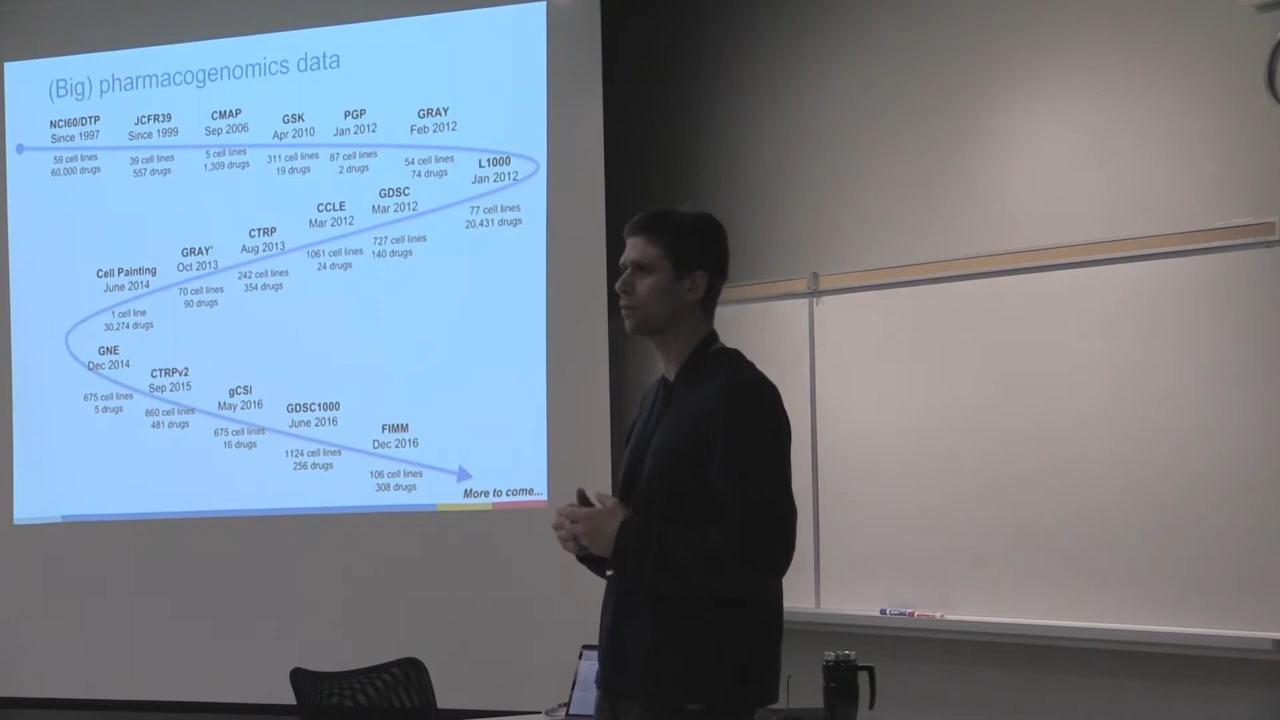 (Big) pharmacogenomics data
NCI60/DTP
Since 1997
59 cell lines
60,000 drugs
JCFR39
Since 1999
39 cell lines
557 drugs
CMAP
Sep 2006
5 cell lines
1,309 drugs
GSK
Apr 2010
311 cell lines
19 drugs
PGP
Jan 2012
87 cell lines
2 drugs
GRAY
Feb 2012
54 cell lines
74 drugs
L1000
Jan 2012
77 cell lines
20,431 drugs
GDSC
Mar 2012
727 cell lines
140 drugs
CCLE
Mar 2012
1061 cell lines
24 drugs
CTRP
Aug 2013
242 cell lines
354 drugs
GRAY'
Oct 2013
70 cell lines
90 drugs
Cell Painting
June 2014
1 cell line
30,274 drugs
GNE
Dec 2014
675 cell lines
5 drugs
CTRPv2
Sep 2015
860 cell lines
481 drugs
gCSI
May 2016
675 cell lines
16 drugs
GDSC1000
June 2016
1124 cell lines
256 drugs
FIMM
Dec 2016
106 cell lines
308 drugs
More to come...